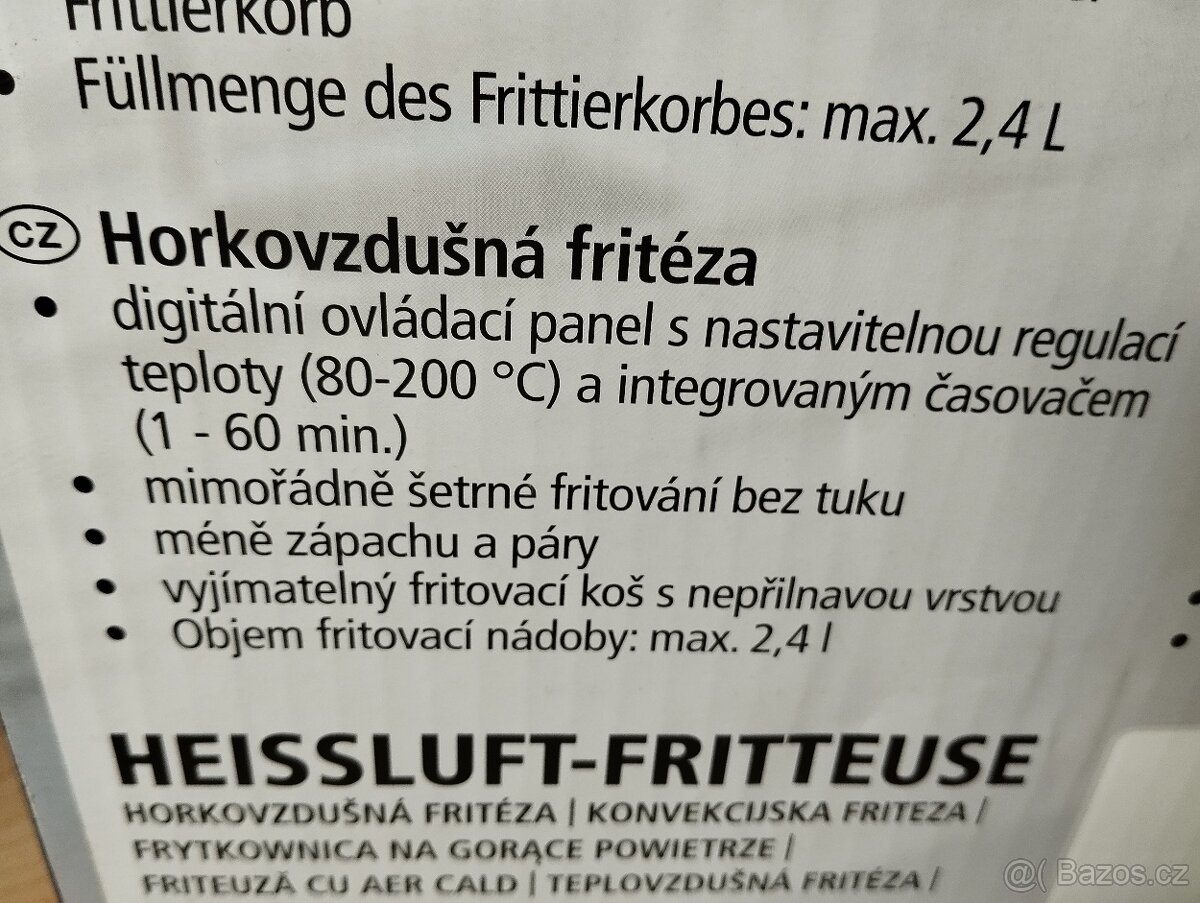 Frittierkorb
• Füllmenge des Frittierkorbes: max. 2,4 L
CZ Horkovzdušná fritéza
• digitální ovládací panel s nastavitelnou regulací
teploty (80-200 °C) a integrovaným časovačem
(1 - 60 min.)
• mimořádně šetrné fritování bez tuku
• méně zápachu a páry
• vyjímatelný fritovací koš s nepřilnavou vrstvou
• Objem fritovací nádoby: max. 2,4 l
HEISSLUFT-FRITTEUSE
HORKOVZDUŠNÁ FRITÉZA | KONVEKCIJSKA FRITEZA /
FRYTKOWNICA NA GORĄCE POWIETRZE /
FRITEUZĂ CU AER CALD | TEPLOVZDUŠNÁ FRITÉZA /
@( Bazos.cz